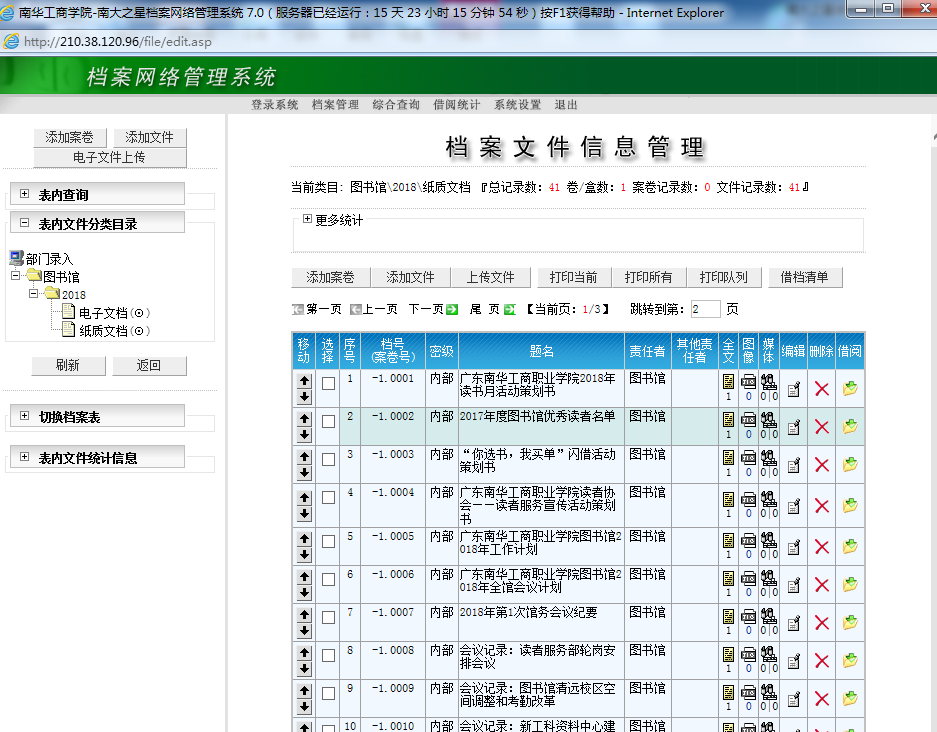 南华工商学院-南大之星档案网络管理系统 7.0 ( 服务器已经运行：15 天 23 小时 15 分钟 54 秒 ) 按F1获得帮助 - Internet Explorer
http://210.38.120.96/file/edit.asp
档案网络管理系统
登录系统 档案管理 综合查询 借阅统计 系统设置 退出
添加案卷 添加文件
电子文件上传
表内查询
表内文件分类目录
部门录入
图书馆
2018
电子文档(⊙)
纸质文档(⊙)
刷新 返回
切换档案表
表内文件统计信息
档案文件信息管理
当前类目：图书馆\2018\纸质文档 『总记录数：41 卷/盒数：1 案卷记录数：0 文件记录数：41』
更多统计
添加案卷 添加文件 上传文件 打印当前 打印所有 打印队列 借档清单
第一页 上一页 下一页 尾 页 【当前页：1/3】 跳转到第：2 页
移动 选择 序号 档号（案卷号） 密级 题名 责任者 其他责任者 全文 图像 媒体 编辑 删除 借阅
1 -1.0001 内部 广东南华工商职业学院2018年 图书馆
读书月活动策划书
1 0 0|0
2 -1.0002 内部 2017年度图书馆优秀读者名单 图书馆
1 0 0|0
3 -1.0003 内部 “你选书，我买单”闪借活动 图书馆
策划书
1 0 0|0
4 -1.0004 内部 广东南华工商职业学院读者协 图书馆
会——读者服务宣传活动策划
书
1 0 0|0
5 -1.0005 内部 广东南华工商职业学院图书馆2 图书馆
018年工作计划
1 0 0|0
6 -1.0006 内部 广东南华工商职业学院图书馆2 图书馆
018年全馆会议计划
1 0 0|0
7 -1.0007 内部 2018年第1次馆务会议纪要 图书馆
1 0 0|0
8 -1.0008 内部 会议记录：读者服务部轮岗安 图书馆
排会议
1 0 0|0
9 -1.0009 内部 会议记录：图书馆清远校区空 图书馆
间调整和考勤改革
1 0 0|0
10 -1.0010 内部 会议记录：新工科资料中心建 图书馆